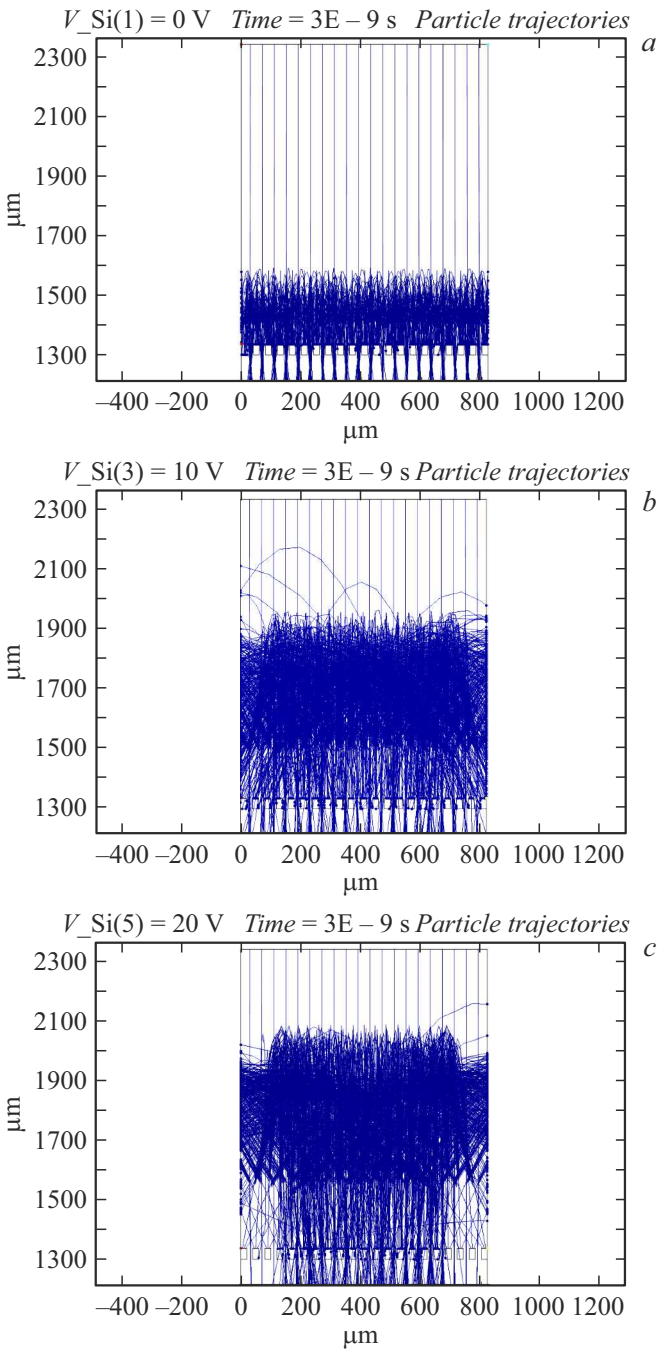 V_Si(1) = 0 V Time = 3E – 9 s Particle trajectories
a
2300
2100
1900
1700
1500
1300
μm
–400 –200 0 200 400 600 800 1000 1200
μm
V_Si(3) = 10 V Time = 3E – 9 s Particle trajectories
b
2300
2100
1900
1700
1500
1300
μm
–400 –200 0 200 400 600 800 1000 1200
μm
V_Si(5) = 20 V Time = 3E – 9 s Particle trajectories
c
2300
2100
1900
1700
1500
1300
μm
–400 –200 0 200 400 600 800 1000 1200
μm